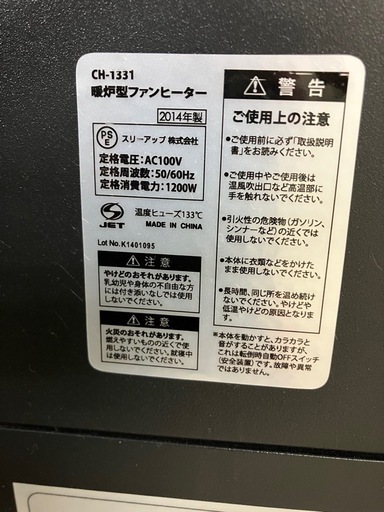 CH-1331
暖炉型ファンヒーター
2014年製
PS
E
スリーアップ 株式会社
定格電圧:AC100V
定格周波数:50/60Hz
定格消費電力:1200W
JET
温度ヒューズ133℃
MADE IN CHINA
Lot No.K1401095
注意
やけどのおそれがあります。
乳幼児や身体の不自由な方に
には付き添いなしでは使用
しないでください。
注意
火災のおそれがあります。
燃えやすいものの近くで使
用しないでください。就寝中
は使用しないでください。
警告
ご使用上の注意
•ご使用前に必ず「取扱説明
書」をお読みください。
•ご使用中やご使用後は
温風吹出口など高温部に
手を触れないでください。
•引火性の危険物(ガソリン、
シンナーなど)の近くで
使用しないでください。
•本体に衣類などをかけた
まま使用しないでください。
•長時間、同じ所を温め続け
ないでください。やけどや
低温やけどの原因となりま
す。
*本体を動かすと、カラカラと
音がすることがありますが、
これは転倒時自動OFFスイッチ
(安全装置)です。故障や異常
ではありません。